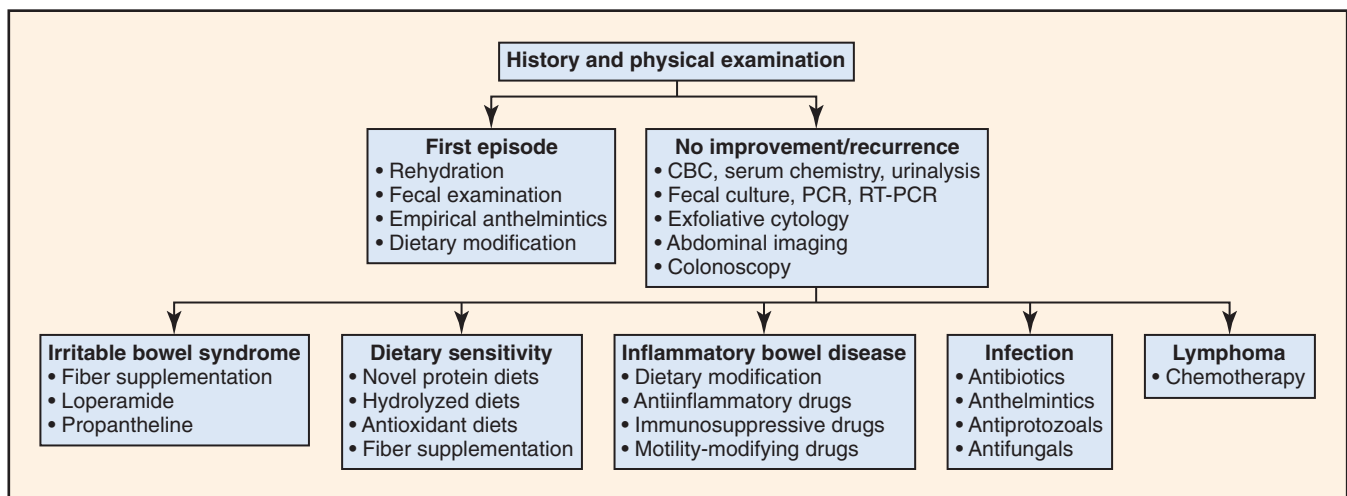 History and physical examination
First episode
• Rehydration
• Fecal examination
• Empirical anthelmintics
• Dietary modification
No improvement/recurrence
• CBC, serum chemistry, urinalysis
• Fecal culture, PCR, RT-PCR
• Exfoliative cytology
• Abdominal imaging
• Colonoscopy
Irritable bowel syndrome
• Fiber supplementation
• Loperamide
• Propantheline
Dietary sensitivity
• Novel protein diets
• Hydrolyzed diets
• Antioxidant diets
• Fiber supplementation
Inflammatory bowel disease
• Dietary modification
• Antiinflammatory drugs
• Immunosuppressive drugs
• Motility-modifying drugs
Infection
• Antibiotics
• Anthelmintics
• Antiprotozoals
• Antifungals
Lymphoma
• Chemotherapy